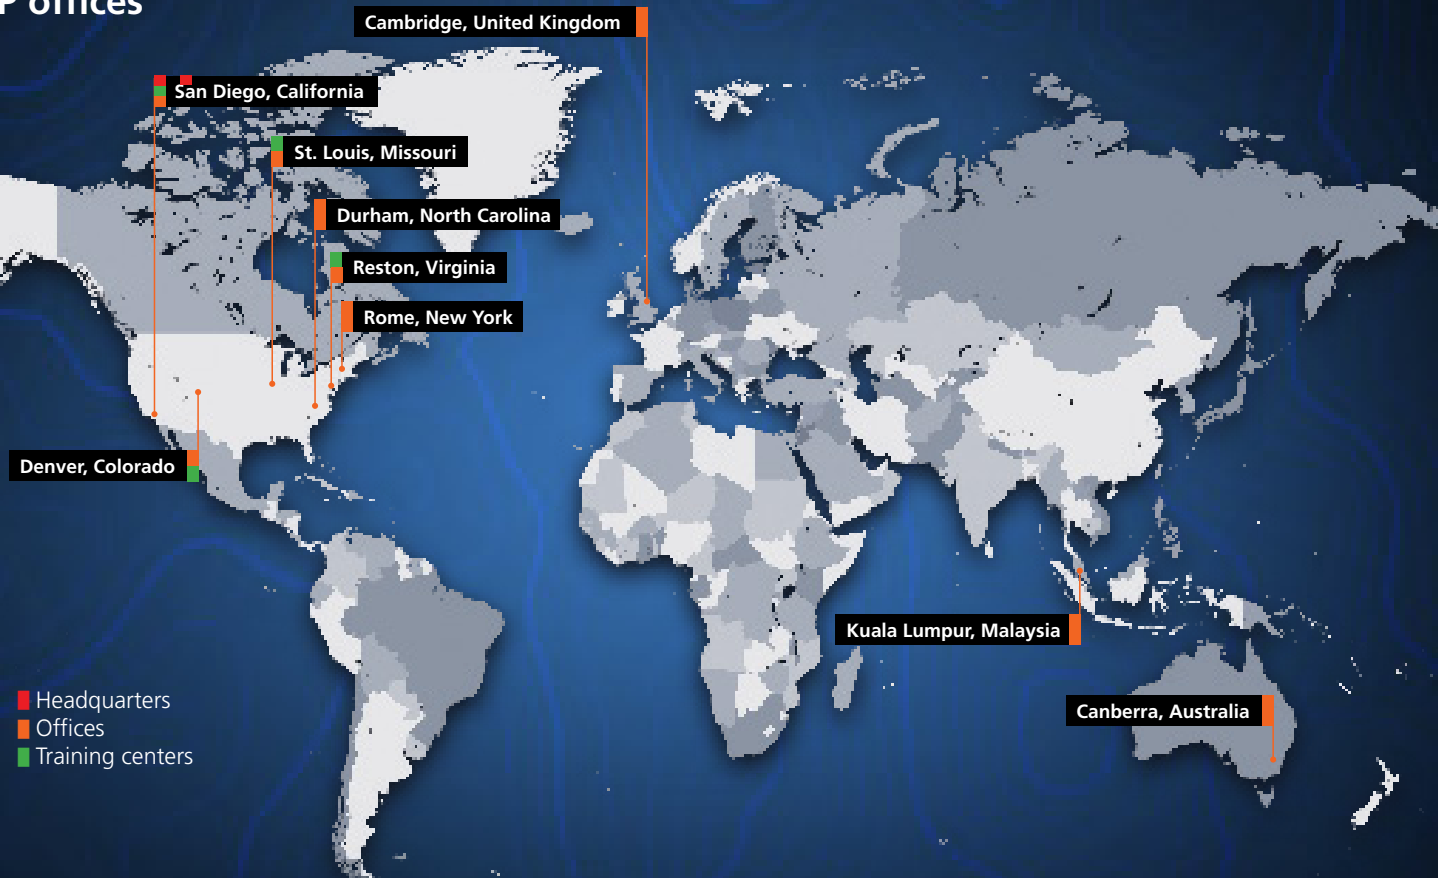 P offices
Cambridge, United Kingdom
San Diego, California
St. Louis, Missouri
Durham, North Carolina
Reston, Virginia
Rome, New York
Denver, Colorado
Kuala Lumpur, Malaysia
Canberra, Australia
Headquarters
Offices
Training centers